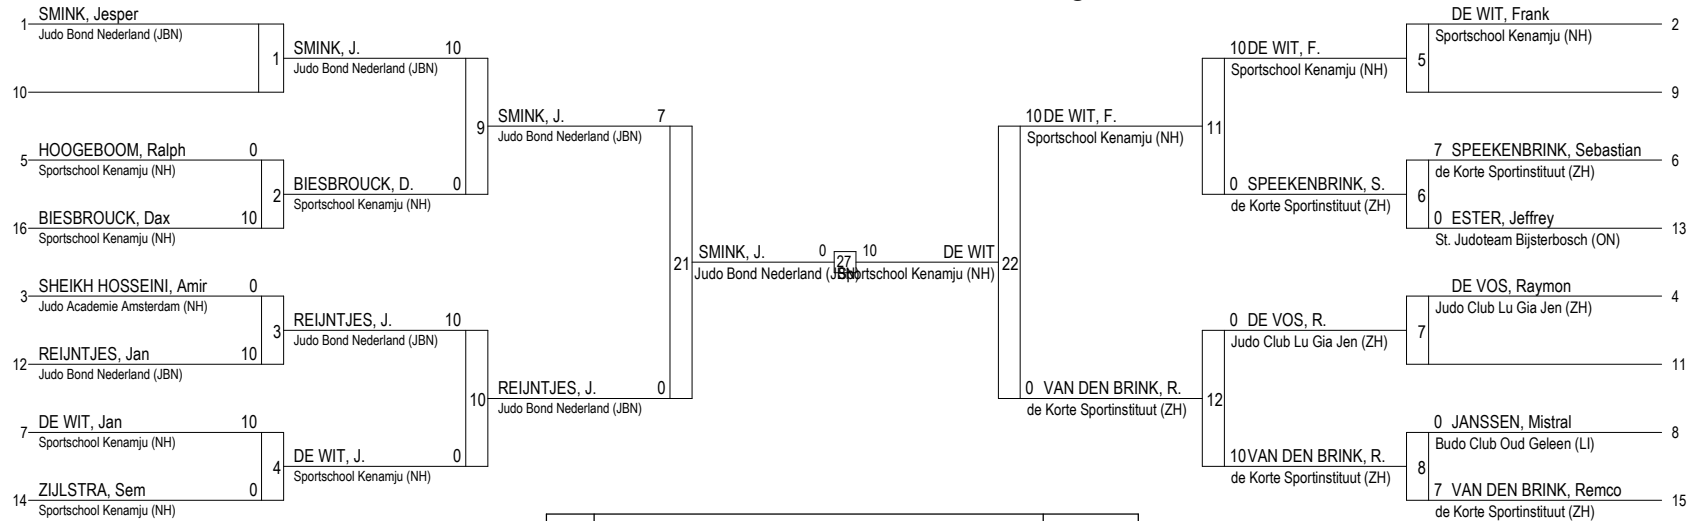 1 SMINK, Jesper
Judo Bond Nederland (JBN)
10
1
5 HOOGEBOOM, Ralph 0
Sportschool Kenamju (NH)
2
16 BIESBROUCK, Dax 10
Sportschool Kenamju (NH)
3 SHEIKH HOSSEINI, Amir 0
Judo Academie Amsterdam (NH)
3
12 REIJNTJES, Jan 10
Judo Bond Nederland (JBN)
7 DE WIT, Jan 10
Sportschool Kenamju (NH)
4
14 ZIJLSTRA, Sem 0
Sportschool Kenamju (NH)
SMINK, J. 10
Judo Bond Nederland (JBN)
9
BIESBROUCK, D. 0
Sportschool Kenamju (NH)
REIJNTJES, J. 10
Judo Bond Nederland (JBN)
10
DE WIT, J. 0
Sportschool Kenamju (NH)
SMINK, J. 7
Judo Bond Nederland (JBN)
21
REIJNTJES, J. 0
Judo Bond Nederland (JBN)
SMINK, J. 0
Judo Bond Nederland (JBN)
27
10 DE WIT
Sportschool Kenamju (NH)
22
10 DE WIT, F.
Sportschool Kenamju (NH)
0 VAN DEN BRINK, R.
de Korte Sportinstituut (ZH)
10 DE WIT, F.
Sportschool Kenamju (NH)
11
0 SPEEKENBRINK, S.
de Korte Sportinstituut (ZH)
0 DE VOS, R.
Judo Club Lu Gia Jen (ZH)
12
10 VAN DEN BRINK, R.
de Korte Sportinstituut (ZH)
DE WIT, Frank 2
Sportschool Kenamju (NH)
5
9
7 SPEEKENBRINK, Sebastian 6
de Korte Sportinstituut (ZH)
6
0 ESTER, Jeffrey 13
St. Judoteam Bijsterbosch (ON)
DE VOS, Raymon 4
Judo Club Lu Gia Jen (ZH)
7
11
0 JANSSEN, Mistral 8
Budo Club Oud Geleen (LI)
8
7 VAN DEN BRINK, Remco 15
de Korte Sportinstituut (ZH)